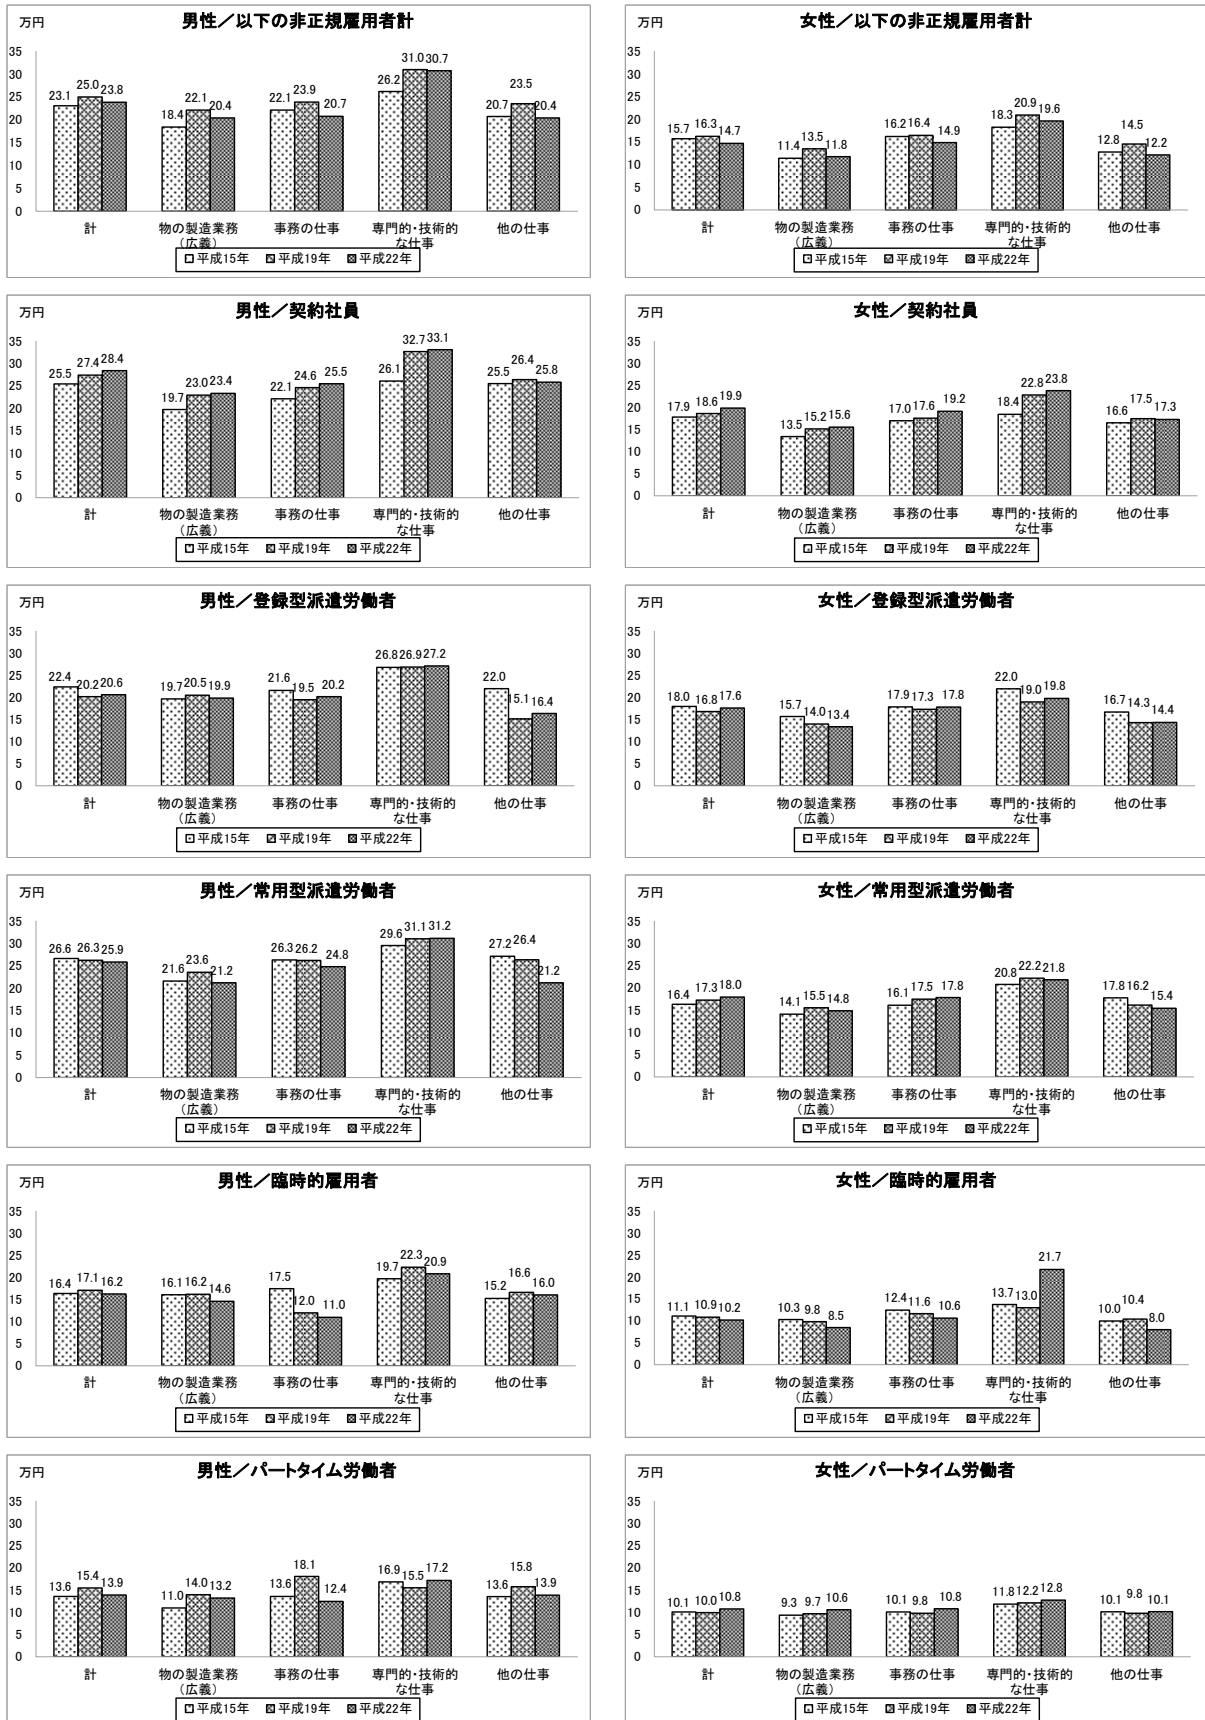 男性／以下の非正規雇用者計
万円
35
30
25
20
15
10
5
0
23.1 25.0 23.8
18.4 22.1 20.4
22.1 23.9 20.7
26.2 31.0 30.7
20.7 23.5 20.4
計 物の製造業務 事務の仕事 専門的・技術的 他の仕事
（広義） な仕事
平成15年 平成19年 平成22年
女性／以下の非正規雇用者計
万円
35
30
25
20
15
10
5
0
15.7 16.3 14.7
11.4 13.5 11.8
16.2 16.4 14.9
18.3 20.9 19.6
12.8 14.5 12.2
計 物の製造業務 事務の仕事 専門的・技術的 他の仕事
（広義） な仕事
平成15年 平成19年 平成22年
男性／契約社員
万円
35
30
25
20
15
10
5
0
25.5 27.4 28.4
19.7 23.0 23.4
22.1 24.6 25.5
26.1 32.7 33.1
25.5 26.4 25.8
計 物の製造業務 事務の仕事 専門的・技術的 他の仕事
（広義） な仕事
平成15年 平成19年 平成22年
女性／契約社員
万円
35
30
25
20
15
10
5
0
17.9 18.6 19.9
13.5 15.2 15.6
17.0 17.6 19.2
18.4 22.8 23.8
16.6 17.5 17.3
計 物の製造業務 事務の仕事 専門的・技術的 他の仕事
（広義） な仕事
平成15年 平成19年 平成22年
男性／登録型派遣労働者
万円
35
30
25
20
15
10
5
0
22.4 20.2 20.6
19.7 20.5 19.9
21.6 19.5 20.2
26.8 26.9 27.2
22.0 15.1 16.4
計 物の製造業務 事務の仕事 専門的・技術的 他の仕事
（広義） な仕事
平成15年 平成19年 平成22年
女性／登録型派遣労働者
万円
35
30
25
20
15
10
5
0
18.0 16.8 17.6
15.7 14.0 13.4
17.9 17.3 17.8
22.0 19.0 19.8
16.7 14.3 14.4
計 物の製造業務 事務の仕事 専門的・技術的 他の仕事
（広義） な仕事
平成15年 平成19年 平成22年
男性／常用型派遣労働者
万円
35
30
25
20
15
10
5
0
26.6 26.3 25.9
21.6 23.6 21.2
26.3 26.2 24.8
29.6 31.1 31.2
27.2 26.4 21.2
計 物の製造業務 事務の仕事 専門的・技術的 他の仕事
（広義） な仕事
平成15年 平成19年 平成22年
女性／常用型派遣労働者
万円
35
30
25
20
15
10
5
0
16.4 17.3 18.0
14.1 15.5 14.8
16.1 17.5 17.8
20.8 22.2 21.8
17.8 16.2 15.4
計 物の製造業務 事務の仕事 専門的・技術的 他の仕事
（広義） な仕事
平成15年 平成19年 平成22年
男性／臨時的雇用者
万円
35
30
25
20
15
10
5
0
16.4 17.1 16.2
16.1 16.2 14.6
17.5 12.0 11.0
19.7 22.3 20.9
15.2 16.6 16.0
計 物の製造業務 事務の仕事 専門的・技術的 他の仕事
（広義） な仕事
平成15年 平成19年 平成22年
女性／臨時的雇用者
万円
35
30
25
20
15
10
5
0
11.1 10.9 10.2
10.3 9.8 8.5
12.4 11.6 10.6
13.7 13.0 21.7
10.0 10.4 8.0
計 物の製造業務 事務の仕事 専門的・技術的 他の仕事
（広義） な仕事
平成15年 平成19年 平成22年
男性／パートタイム労働者
万円
35
30
25
20
15
10
5
0
13.6 15.4 13.9
11.0 14.0 13.2
13.6 18.1 12.4
16.9 15.5 17.2
13.6 15.8 13.9
計 物の製造業務 事務の仕事 専門的・技術的 他の仕事
（広義） な仕事
平成15年 平成19年 平成22年
女性／パートタイム労働者
万円
35
30
25
20
15
10
5
0
10.1 10.0 10.8
9.3 9.7 10.6
10.1 9.8 10.8
11.8 12.2 12.8
10.1 9.8 10.1
計 物の製造業務 事務の仕事 専門的・技術的 他の仕事
（広義） な仕事
平成15年 平成19年 平成22年